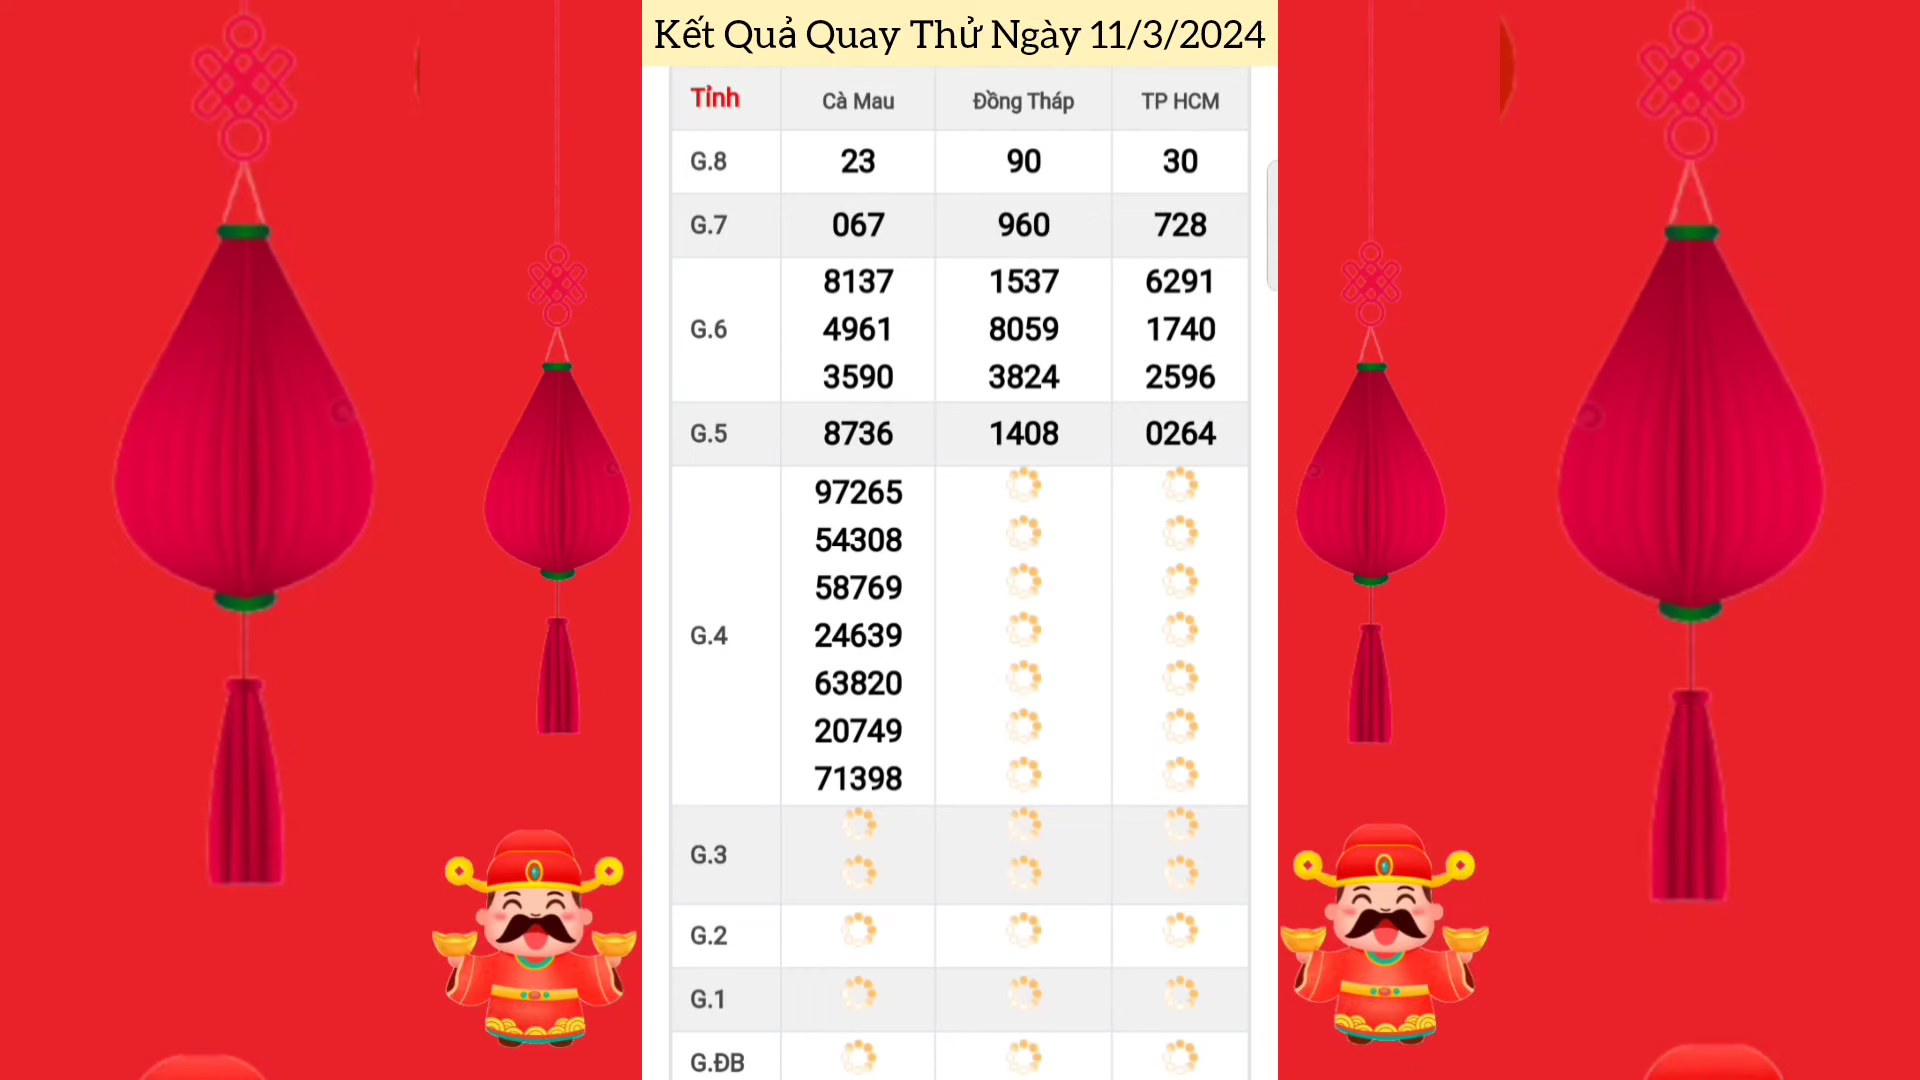 Kết Quả Quay Thử Ngày 11/3/2024
Tỉnh Cà Mau Đồng Tháp TP HCM
G.8 23 90 30
G.7 067 960 728
8137 1537 6291
G.6 4961 8059 1740
3590 3824 2596
G.5 8736 1408 0264
97265
54308
58769
G.4 24639
63820
20749
71398
G.3
G.2
G.1
G.ĐB